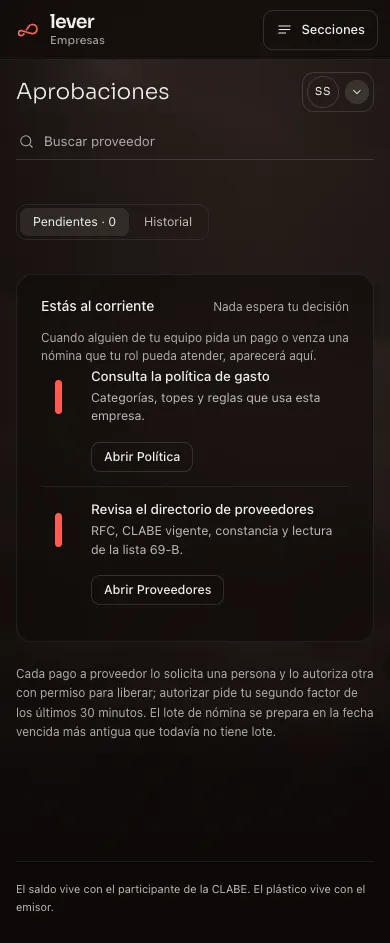 lever
Empresas
Secciones
Aprobaciones
SS
Buscar proveedor
Pendientes · 0
Historial
Estás al corriente
Nada espera tu decisión
Cuando alguien de tu equipo pida un pago o venza una
nómina que tu rol pueda atender, aparecerá aquí.
Consulta la política de gasto
Categorías, topes y reglas que usa esta
empresa.
Abrir Política
Revisa el directorio de proveedores
RFC, CLABE vigente, constancia y lectura
de la lista 69-B.
Abrir Proveedores
Cada pago a proveedor lo solicita una persona y lo autoriza otra
con permiso para liberar; autorizar pide tu segundo factor de
los últimos 30 minutos. El lote de nómina se prepara en la fecha
vencida más antigua que todavía no tiene lote.
El saldo vive con el participante de la CLABE. El plástico vive con el
emisor.